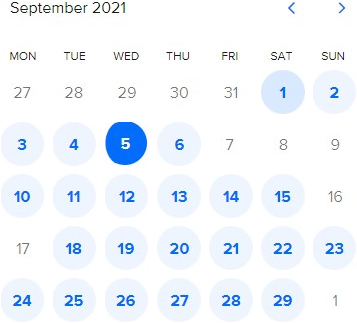 September 2021
MON TUE WED THU FRI SAT SUN
27 28 29 30 31 1 2
3 4 5 6 7 8 9
10 11 12 13 14 15 16
17 18 19 20 21 22 23
24 25 26 27 28 29 1